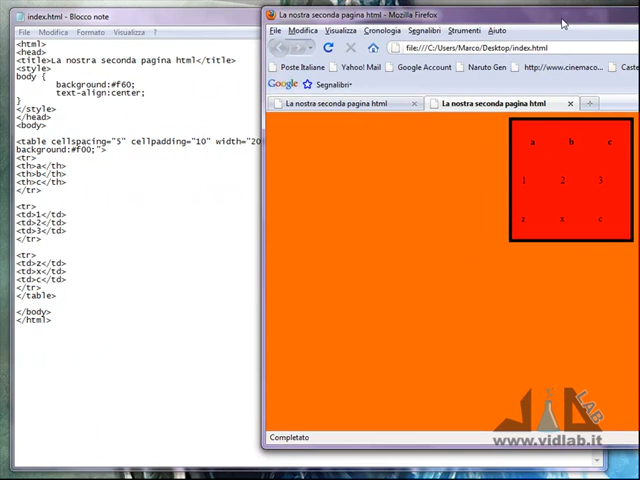 index.html - Blocco note
File Modifica Formato Visualizza ?
<html>
<head>
<title>La nostra seconda pagina html</title>
<style>
body {
background:#f60;
text-align:center;
}
</style>
</head>
<body>
<table cellspacing="5" cellpadding="10" width="20
background:#f00;">
<tr>
<th>a</th>
<th>b</th>
<th>c</th>
</tr>
<tr>
<td>1</td>
<td>2</td>
<td>3</td>
</tr>
<tr>
<td>z</td>
<td>x</td>
<td>c</td>
</tr>
</table>
</body>
</html>
La nostra seconda pagina html - Mozilla Firefox
File Modifica Visualizza Cronologia Segnalibri Strumenti Aiuto
file:///C:/Users/Marco/Desktop/index.html
Poste Italiane Yahoo! Mail Google Account Naruto Gen http://www.cinemaco... Caste
Google Segnalibri
La nostra seconda pagina html La nostra seconda pagina html
a b c
1 2 3
z x c
Completato
LAB
www.vidlab.it